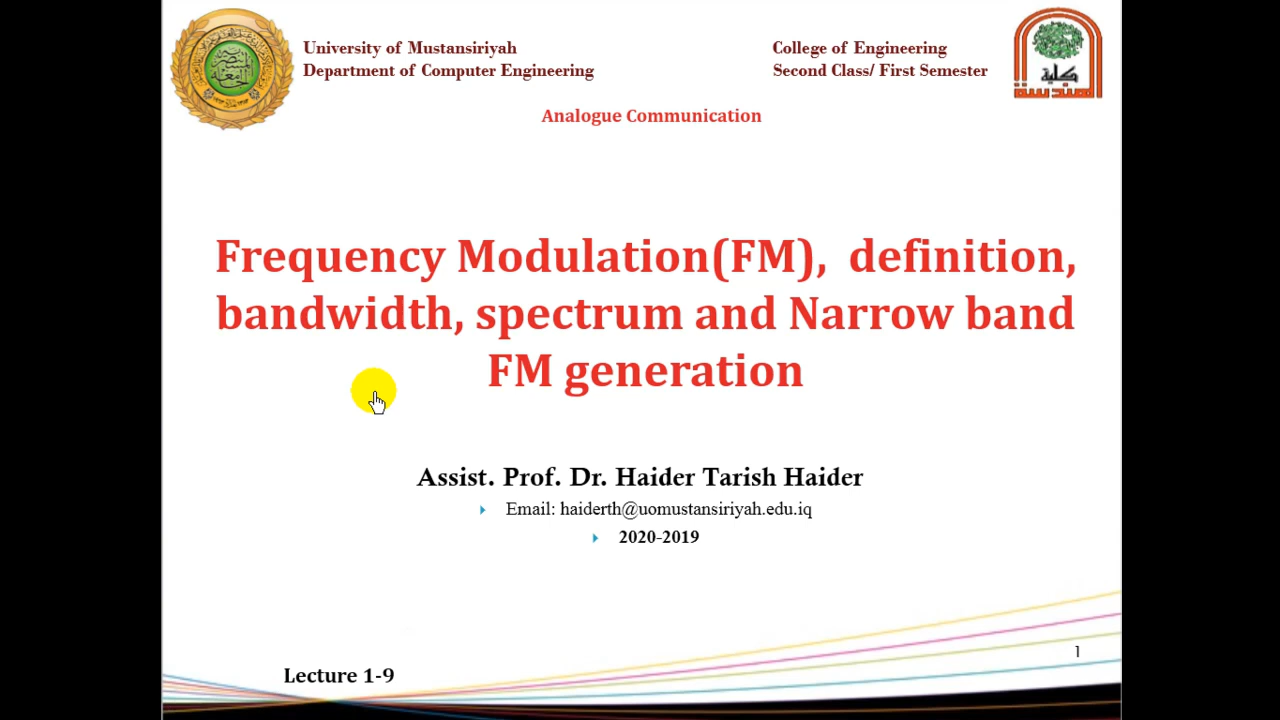 University of Mustansiriyah
Department of Computer Engineering
College of Engineering
Second Class/ First Semester
كلية
الهندسة
Analogue Communication
Frequency Modulation(FM), definition,
bandwidth, spectrum and Narrow band
FM generation
Assist. Prof. Dr. Haider Tarish Haider
Email: haiderth@uomustansiriyah.edu.iq
2020-2019
1
Lecture 1-9